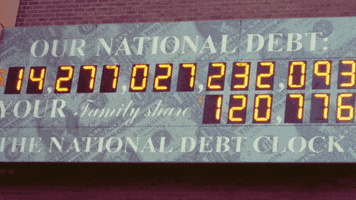 OUR NATIONAL DEBT:
$14,277,027,232,093
YOUR Family share $120,776
THE NATIONAL DEBT CLOCK